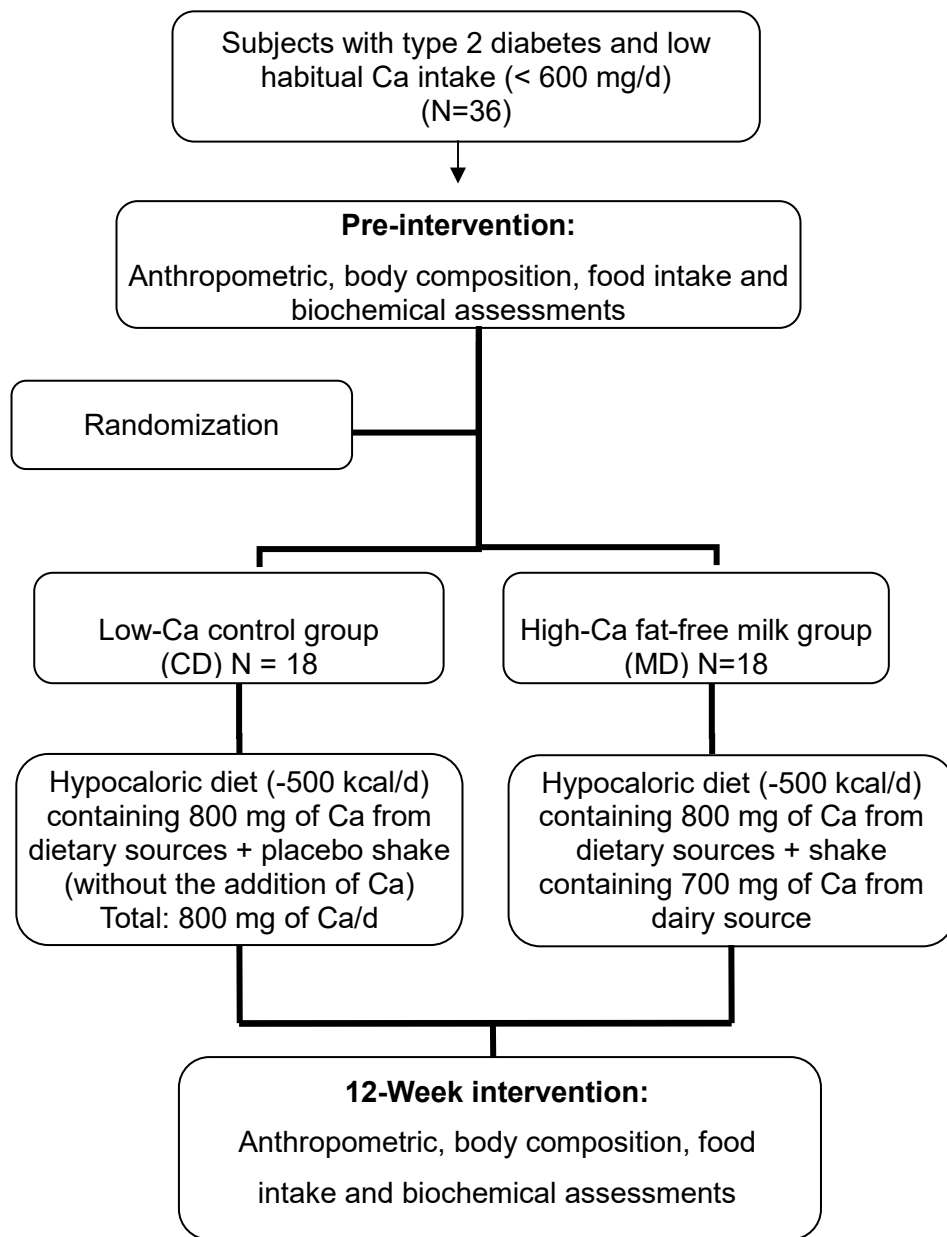 Subjects with type 2 diabetes and low
habitual Ca intake (< 600 mg/d)
(N=36)
Pre-intervention:
Anthropometric, body composition, food intake and
biochemical assessments
Randomization
Low-Ca control group
(CD) N = 18
High-Ca fat-free milk group
(MD) N=18
Hypocaloric diet (-500 kcal/d)
containing 800 mg of Ca from
dietary sources + placebo shake
(without the addition of Ca)
Total: 800 mg of Ca/d
Hypocaloric diet (-500 kcal/d)
containing 800 mg of Ca from
dietary sources + shake
containing 700 mg of Ca from
dairy source
12-Week intervention:
Anthropometric, body composition, food
intake and biochemical assessments